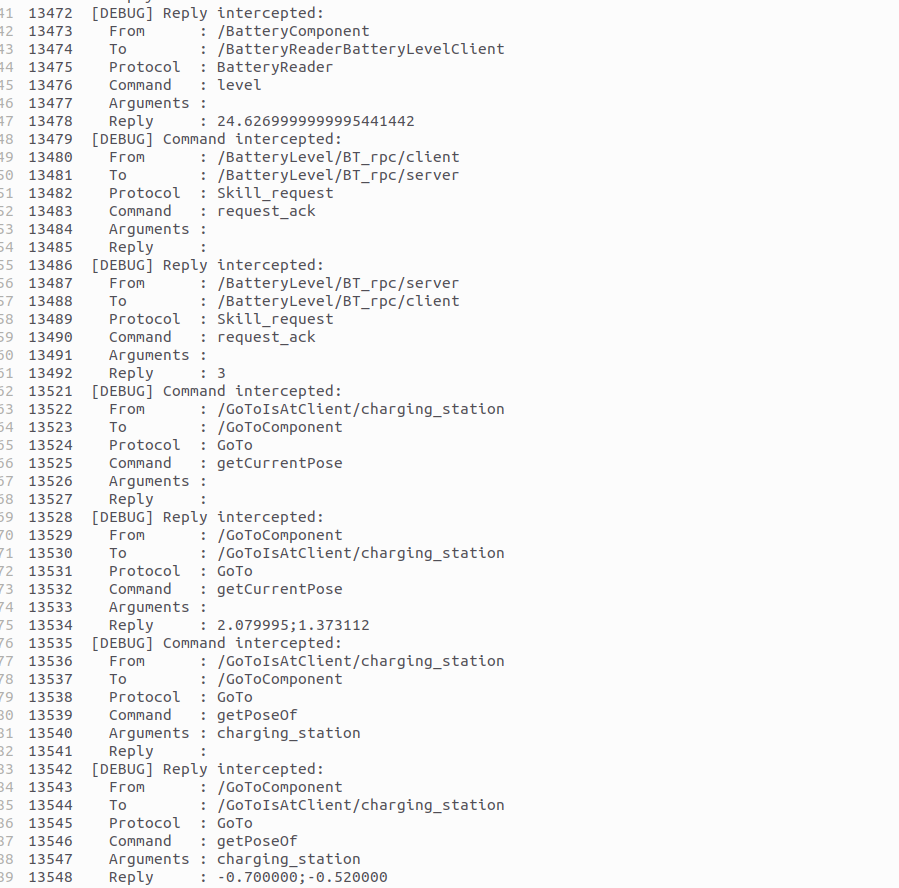 41 13472 [DEBUG] Reply intercepted:
42 13473 From : /BatteryComponent
43 13474 To : /BatteryReaderBatteryLevelClient
44 13475 Protocol : BatteryReader
45 13476 Command : level
46 13477 Arguments :
47 13478 Reply : 24.6269999999995441442
48 13479 [DEBUG] Command intercepted:
49 13480 From : /BatteryLevel/BT_rpc/client
50 13481 To : /BatteryLevel/BT_rpc/server
51 13482 Protocol : Skill_request
52 13483 Command : request_ack
53 13484 Arguments :
54 13485 Reply :
55 13486 [DEBUG] Reply intercepted:
56 13487 From : /BatteryLevel/BT_rpc/server
57 13488 To : /BatteryLevel/BT_rpc/client
58 13489 Protocol : Skill_request
59 13490 Command : request_ack
60 13491 Arguments :
61 13492 Reply : 3
62 13521 [DEBUG] Command intercepted:
63 13522 From : /GoToIsAtClient/charging_station
64 13523 To : /GoToComponent
65 13524 Protocol : GoTo
66 13525 Command : getCurrentPose
67 13526 Arguments :
68 13527 Reply :
69 13528 [DEBUG] Reply intercepted:
70 13529 From : /GoToComponent
71 13530 To : /GoToIsAtClient/charging_station
72 13531 Protocol : GoTo
73 13532 Command : getCurrentPose
74 13533 Arguments :
75 13534 Reply : 2.079995;1.373112
76 13535 [DEBUG] Command intercepted:
77 13536 From : /GoToIsAtClient/charging_station
78 13537 To : /GoToComponent
79 13538 Protocol : GoTo
80 13539 Command : getPoseOf
81 13540 Arguments : charging_station
82 13541 Reply :
83 13542 [DEBUG] Reply intercepted:
84 13543 From : /GoToComponent
85 13544 To : /GoToIsAtClient/charging_station
86 13545 Protocol : GoTo
87 13546 Command : getPoseOf
88 13547 Arguments : charging_station
89 13548 Reply : -0.700000;-0.520000